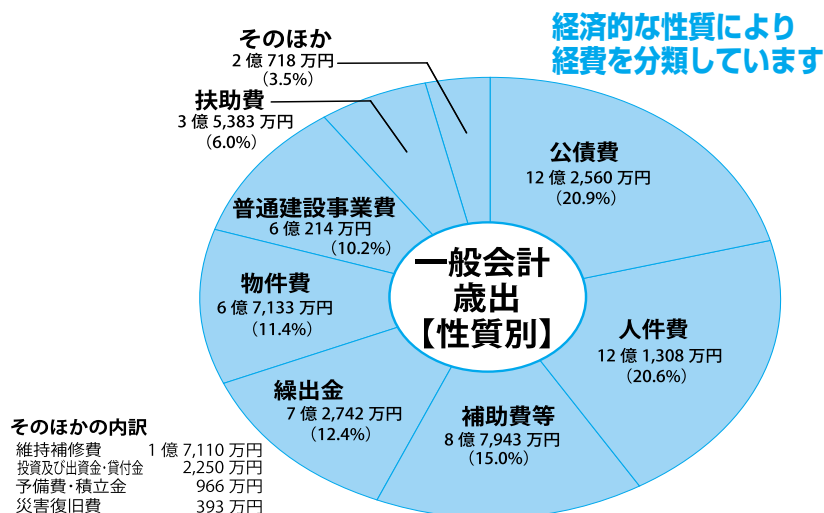 経済的な性質により
経費を分類しています
そのほか
2 億 718 万円
(3.5%)
扶助費
3 億 5,383 万円
(6.0%)
普通建設事業費
6 億 214 万円
(10.2%)
物件費
6 億 7,133 万円
(11.4%)
繰出金
7 億 2,742 万円
(12.4%)
補助費等
8 億 7,943 万円
(15.0%)
人件費
12 億 1,308 万円
(20.6%)
公債費
12 億 2,560 万円
(20.9%)
一般会計
歳出
【性質別】
そのほかの内訳
維持補修費 1 億 7,110 万円
投資及び出資金・貸付金 2,250 万円
予備費・積立金 966 万円
災害復旧費 393 万円